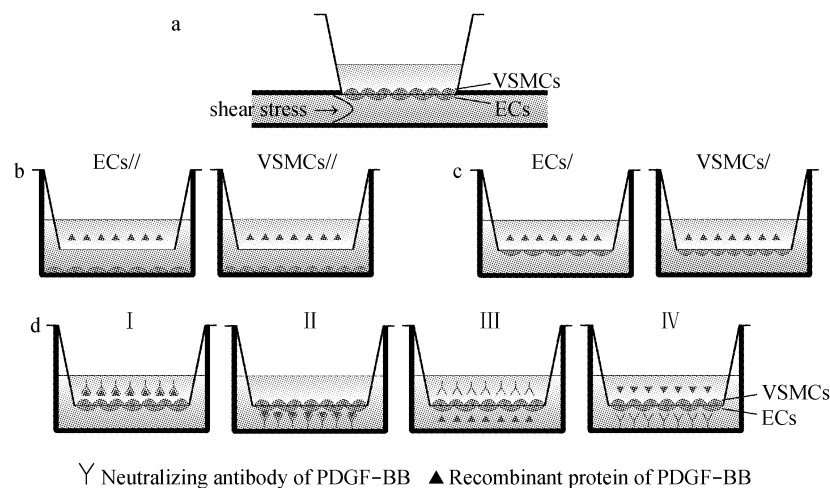 a
VSMCs
shear stress →
ECs
b
ECs//
VSMCs//
c
ECs/
VSMCs/
d
Ⅰ
Ⅱ
Ⅲ
Ⅳ
VSMCs
ECs
Neutralizing antibody of PDGF-BB ▲ Recombinant protein of PDGF-BB